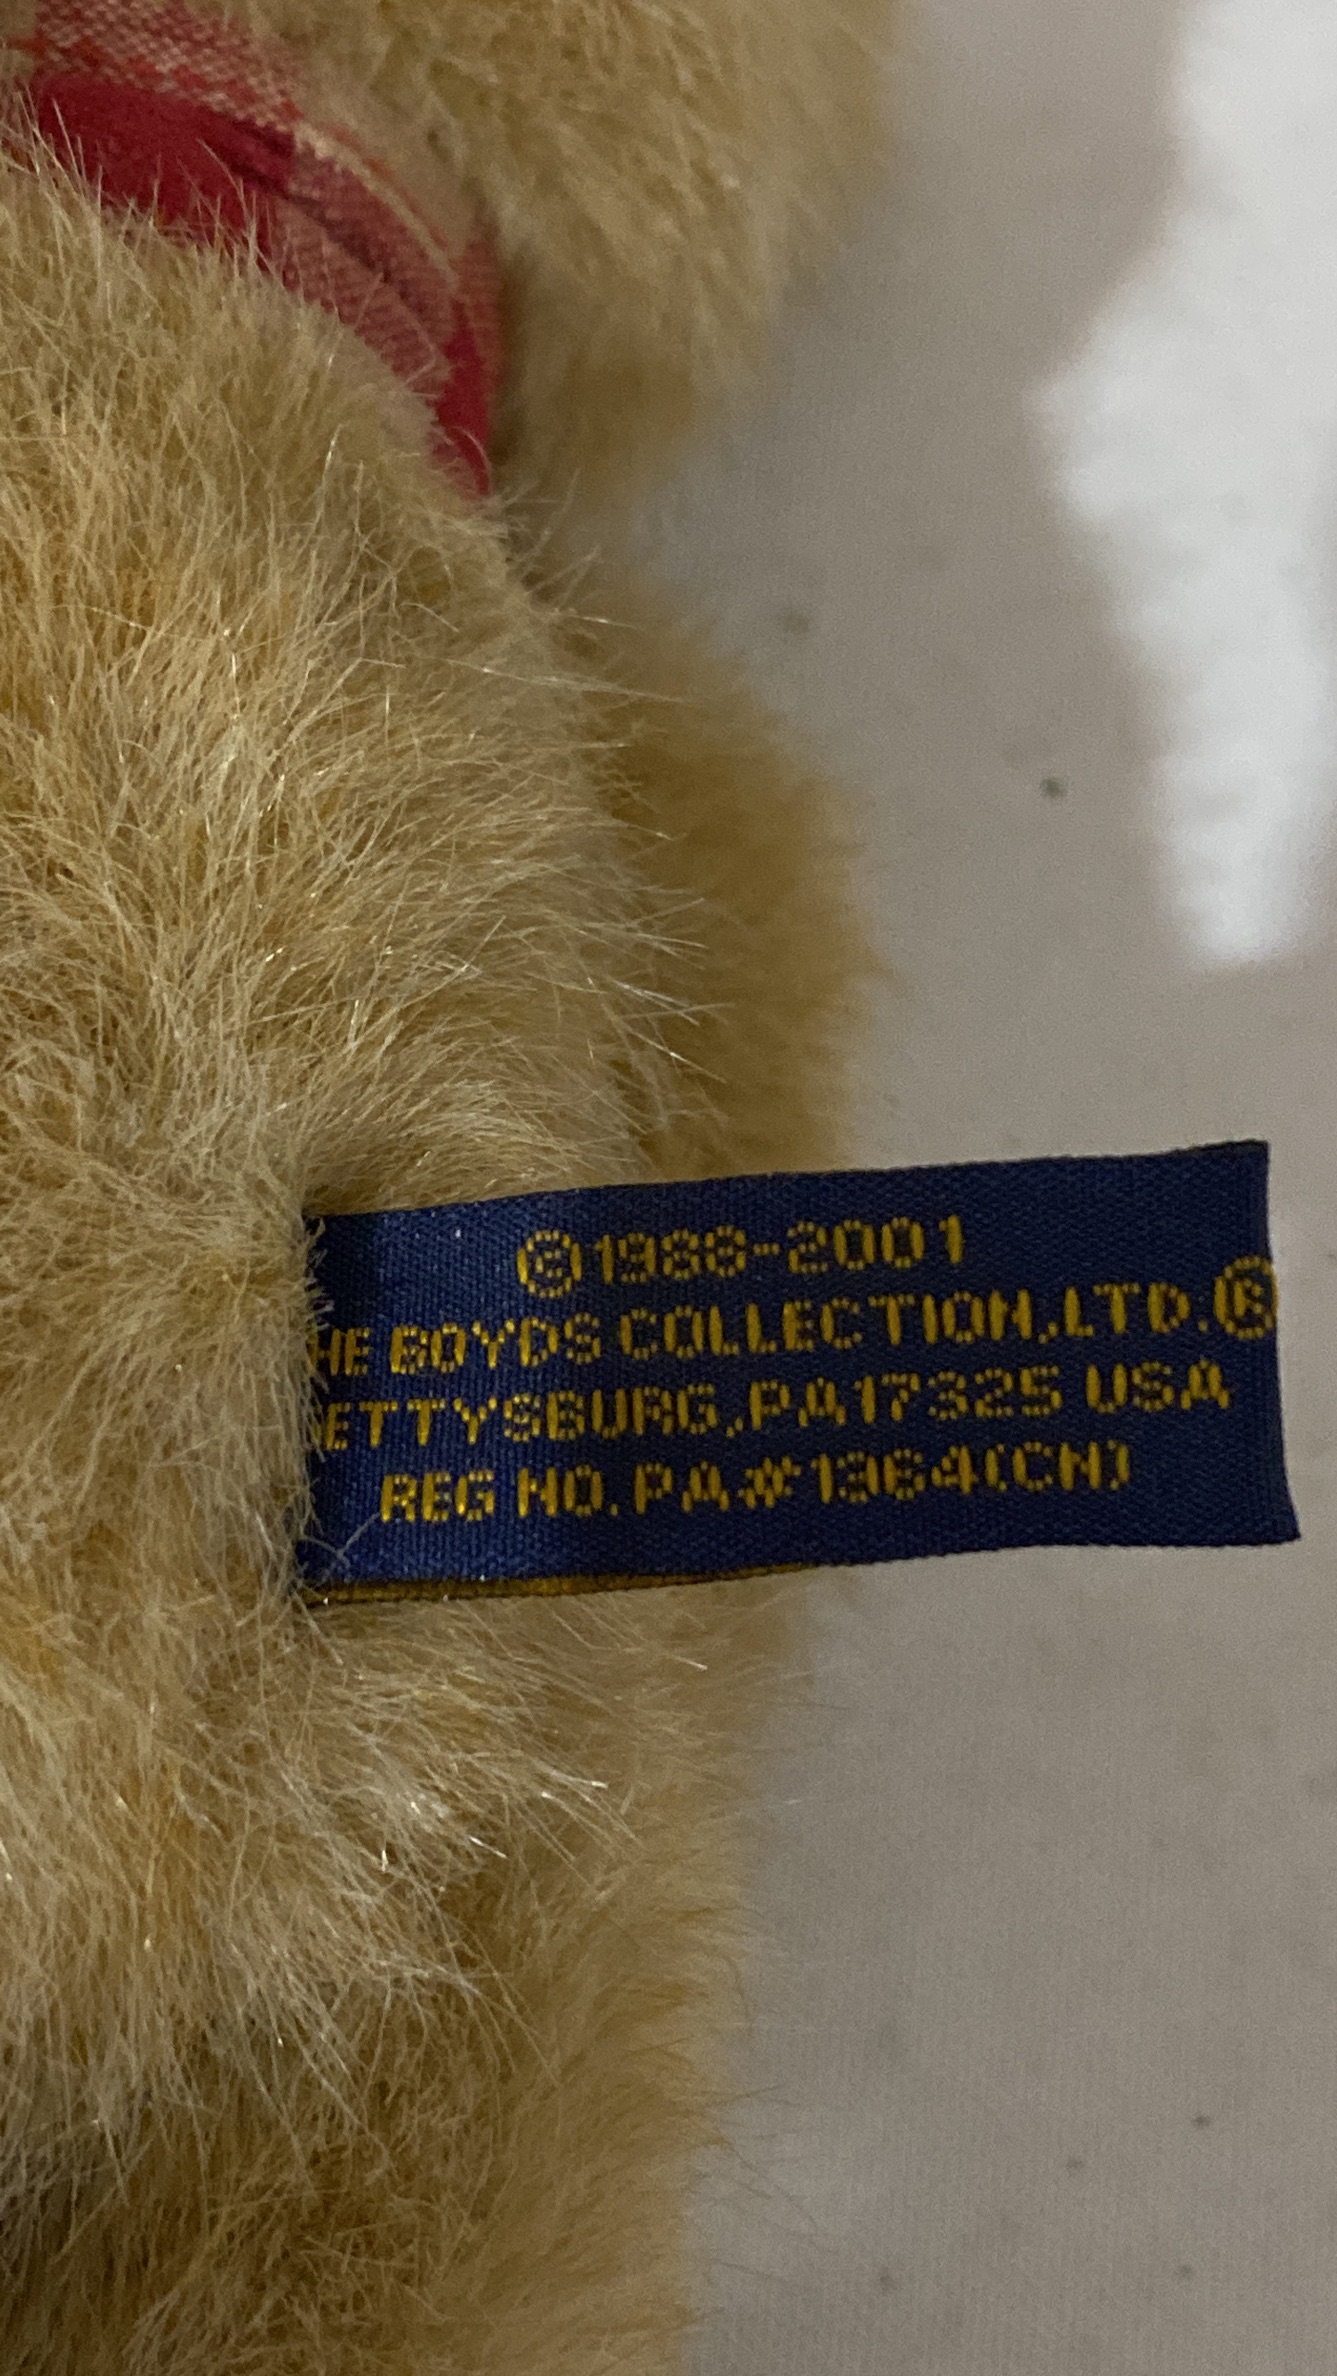 ©1988-2001
HE BOYDS COLLECTION,LTD.®
ETTYSBURG,PA17325 USA
REG NO.PA#1364(CN)